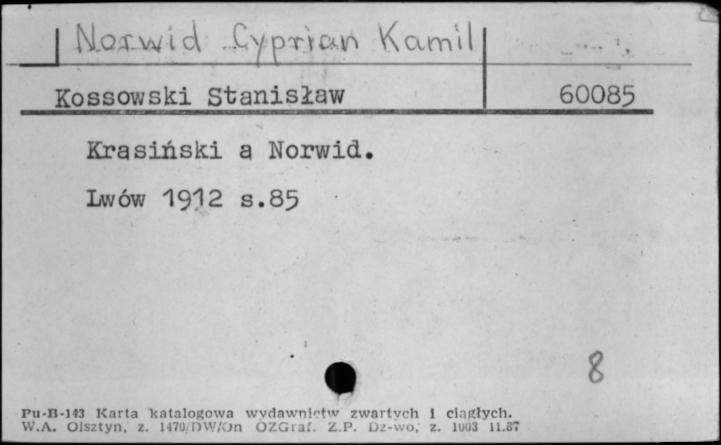 Norwid Cyprian Kamil
Kossowski Stanisław 60085
Krasiński a Norwid.
Lwów 1912 s.85
8
Pu-B-143 Karta katalogowa wydawnictw zwartych i ciągłych.
W.A. Olsztyn, z. 1470/DW/On OZGraf. Z.P. Dz-wo, z. 1003 11.87